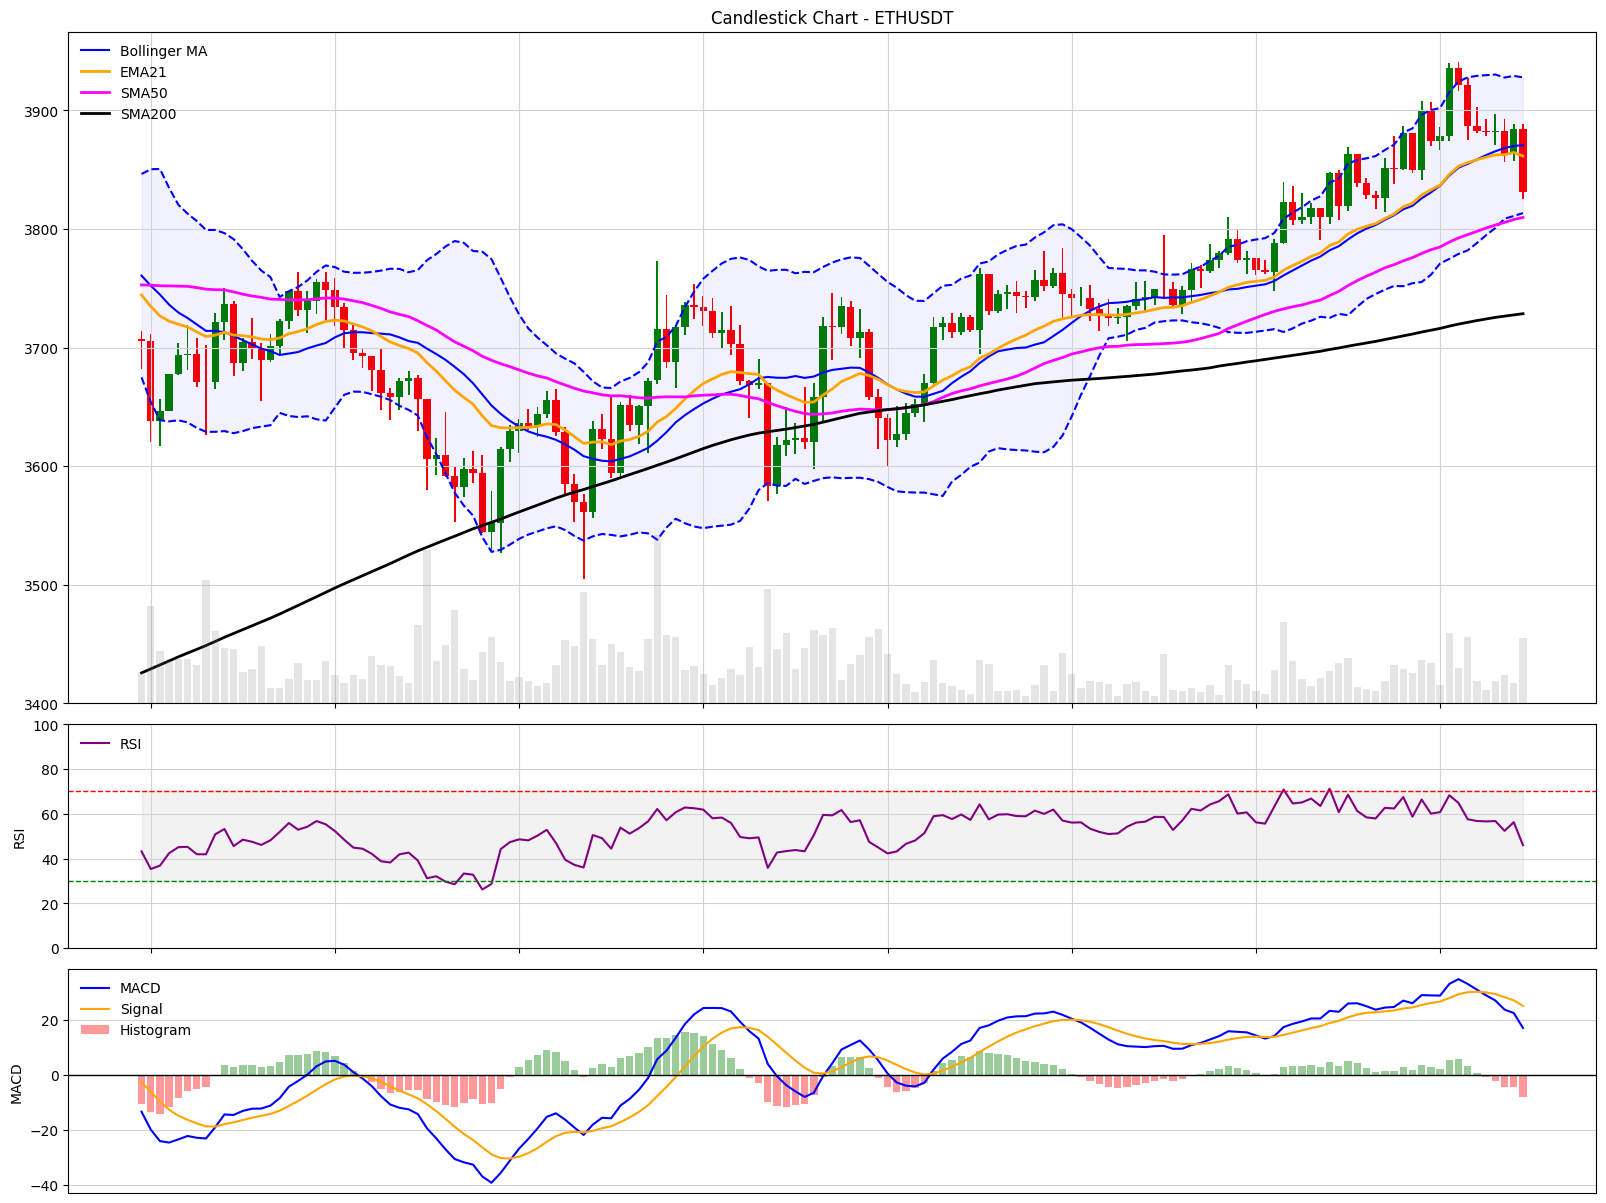 Candlestick Chart - ETHUSDT
Bollinger MA
EMA21
SMA50
SMA200
3900
3800
3700
3600
3500
3400
RSI
100
80
60
40
20
0
RSI
MACD
Signal
Histogram
20
0
−20
−40
MACD